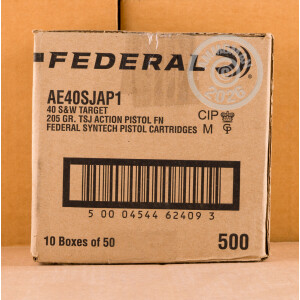 FEDERAL
AE40SJAP1
40 S&W TARGET
205 GR. TSJ ACTION PISTOL FN
FEDERAL SYNTECH PISTOL CARTRIDGES
CIP
M
5 00 04544 62409 3
10 Boxes of 50
500